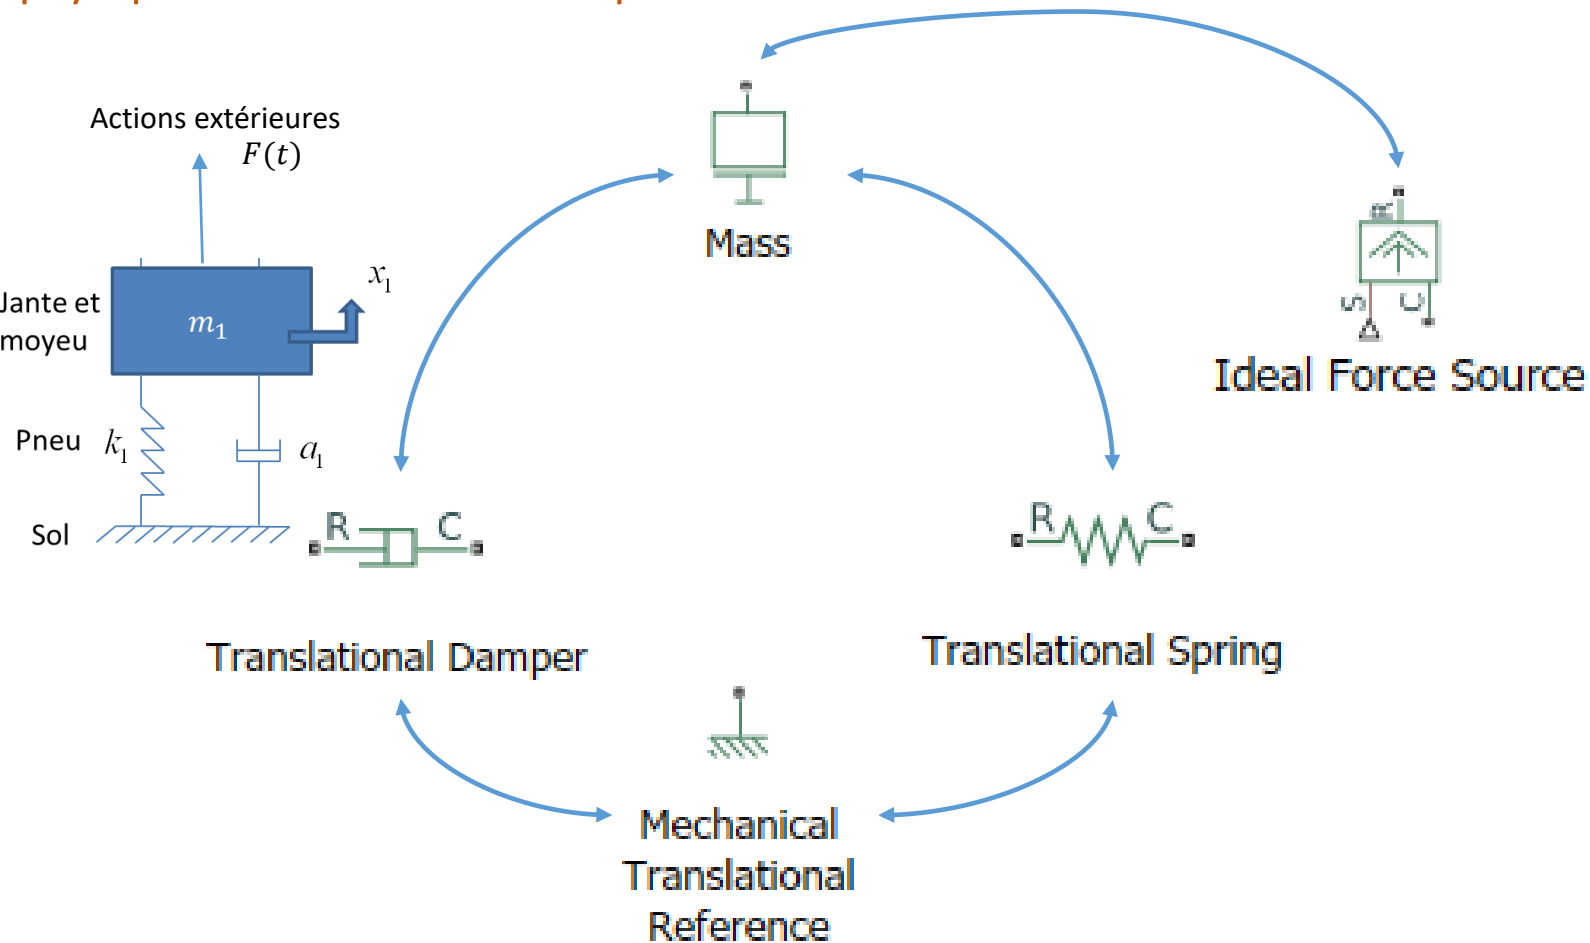 Actions extérieures
F(t)
Mass
x₁
Jante et
moyeu
m₁
R
S
C
Ideal Force Source
Pneu
k₁
a₁
Sol
R C
R C
Translational Damper
Translational Spring
Mechanical
Translational
Reference